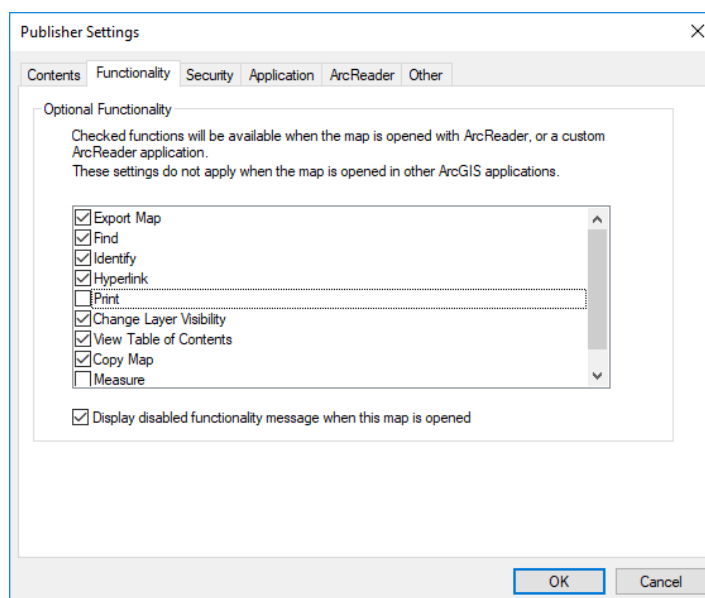 Publisher Settings
Contents Functionality Security Application ArcReader Other
Optional Functionality
Checked functions will be available when the map is opened with ArcReader, or a custom
ArcReader application.
These settings do not apply when the map is opened in other ArcGIS applications.
Export Map
Find
Identify
Hyperlink
Print
Change Layer Visibility
View Table of Contents
Copy Map
Measure
Display disabled functionality message when this map is opened
OK Cancel